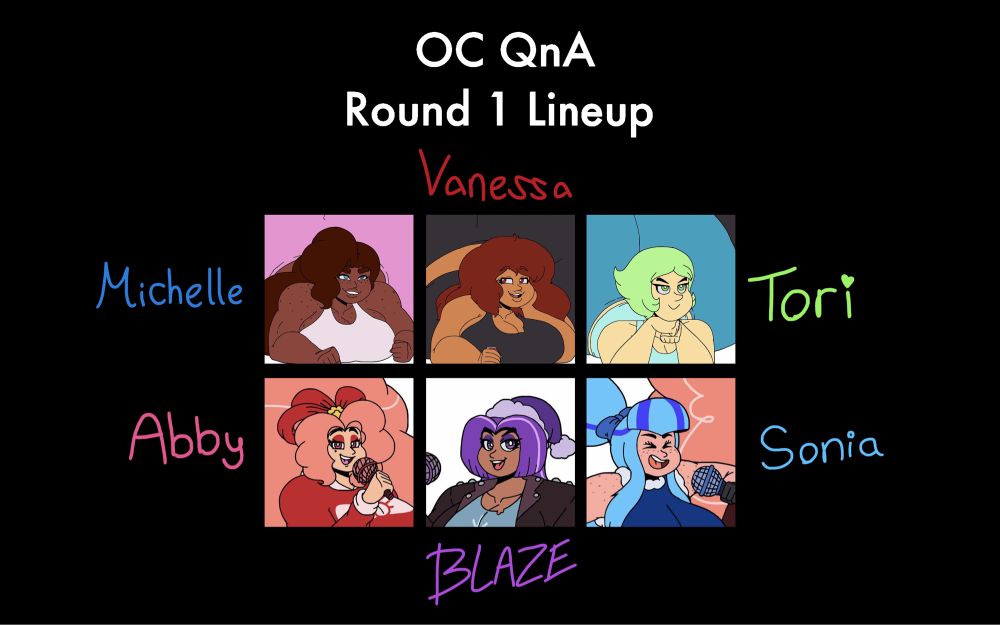 OC QnA
Round 1 Lineup
Vanessa
Michelle
Tori
Abby
Sonia
BLAZE